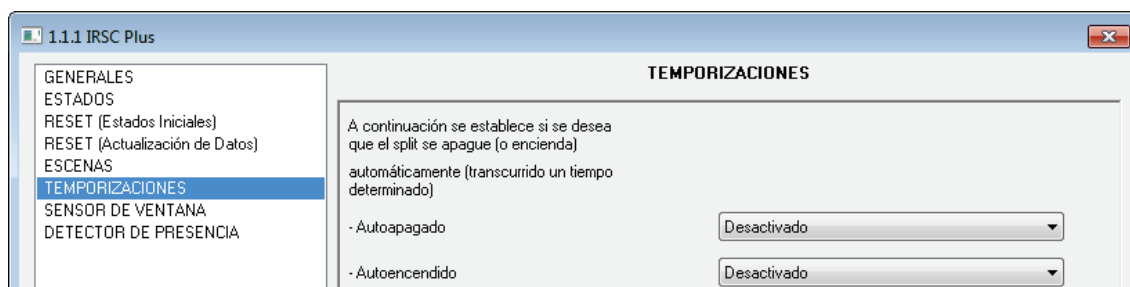 1.1.1 IRSC Plus
GENERALES
ESTADOS
RESET (Estados Iniciales)
RESET (Actualización de Datos)
ESCENAS
TEMPORIZACIONES
SENSOR DE VENTANA
DETECTOR DE PRESENCIA
TEMPORIZACIONES
A continuación se establece si se desea
que el split se apague (o encienda)
automáticamente (transcurrido un tiempo
determinado)
- Autoapagado
Desactivado
- Autoencendido
Desactivado